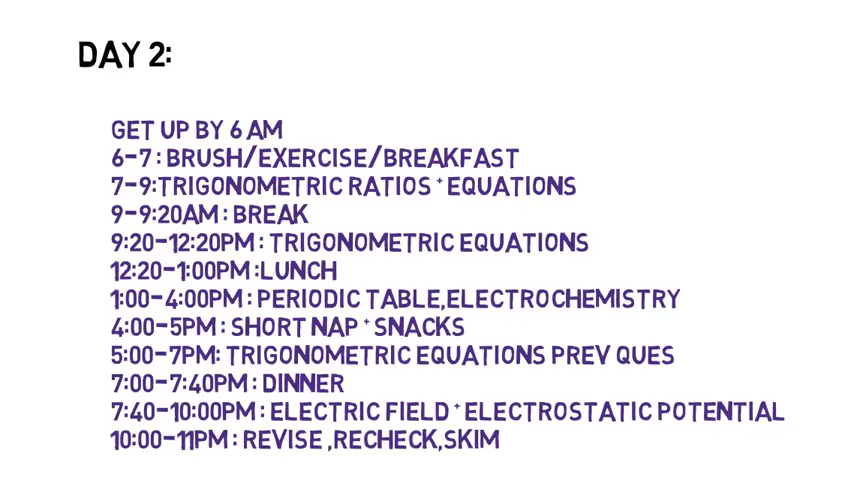 DAY 2:
GET UP BY 6 AM
6-7 : BRUSH/EXERCISE/BREAKFAST
7-9:TRIGONOMETRIC RATIOS + EQUATIONS
9-9:20AM : BREAK
9:20-12:20PM : TRIGONOMETRIC EQUATIONS
12:20-1:00PM :LUNCH
1:00-4:00PM : PERIODIC TABLE,ELECTROCHEMISTRY
4:00-5PM : SHORT NAP + SNACKS
5:00-7PM: TRIGONOMETRIC EQUATIONS PREV QUES
7:00-7:40PM : DINNER
7:40-10:00PM : ELECTRIC FIELD + ELECTROSTATIC POTENTIAL
10:00-11PM : REVISE ,RECHECK,SKIM